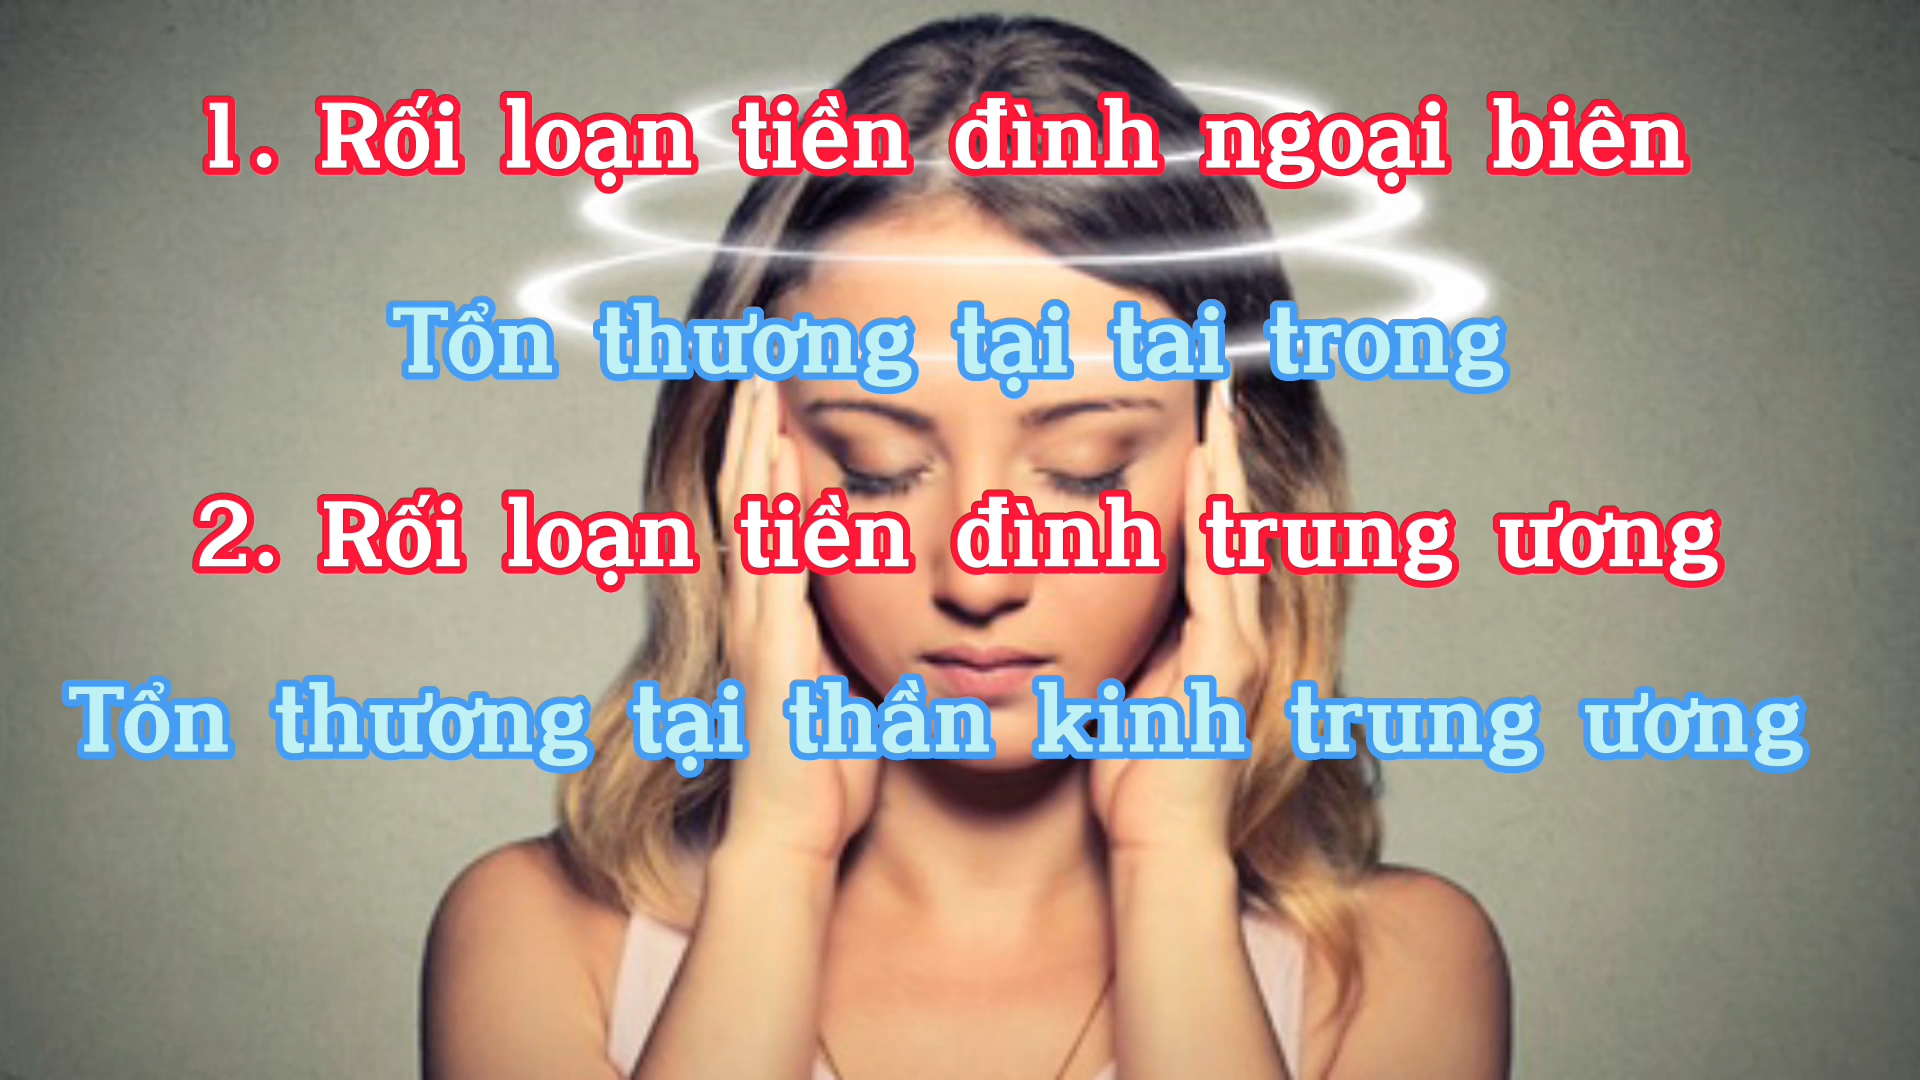 1. Rối loạn tiền đình ngoại biên
Tổn thương tại tai trong
2. Rối loạn tiền đình trung ương
Tổn thương tại thần kinh trung ương